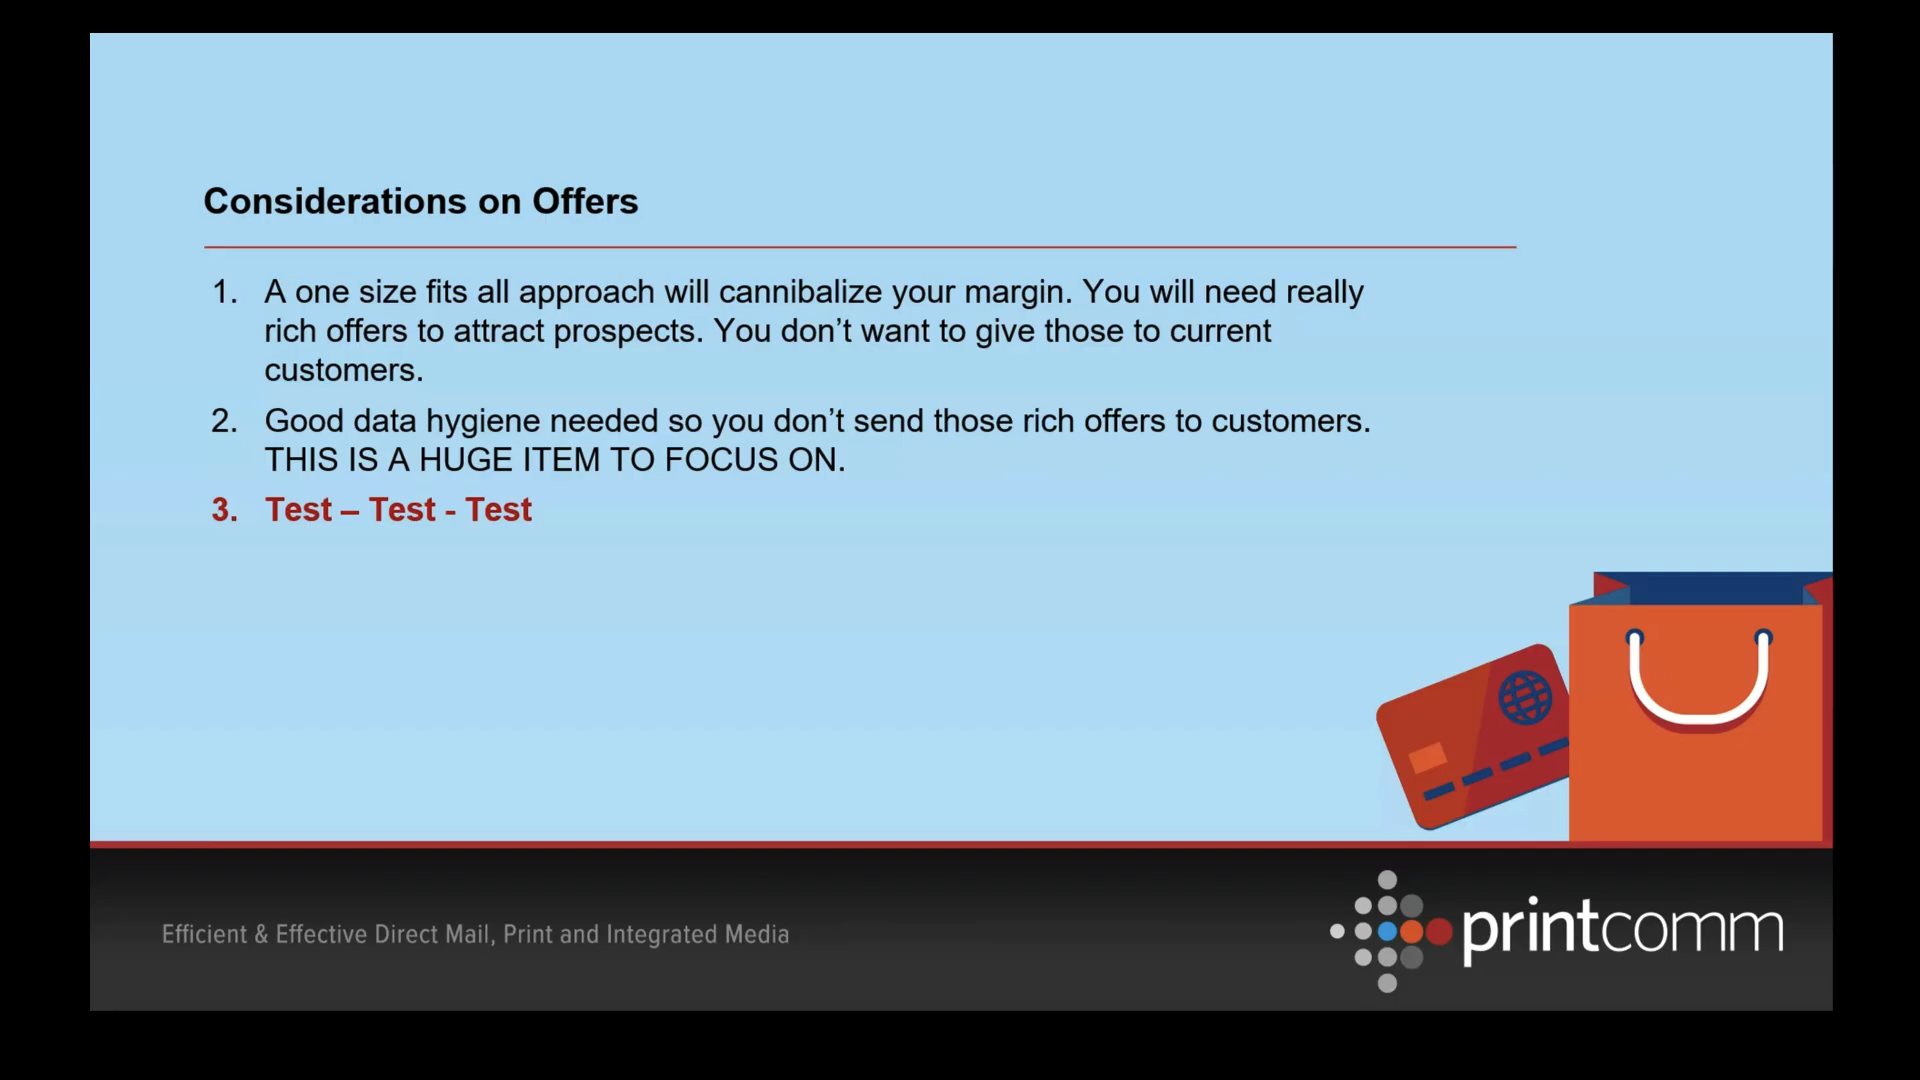 Considerations on Offers
1. A one size fits all approach will cannibalize your margin. You will need really
rich offers to attract prospects. You don’t want to give those to current
customers.
2. Good data hygiene needed so you don’t send those rich offers to customers.
THIS IS A HUGE ITEM TO FOCUS ON.
3. Test – Test - Test
Efficient & Effective Direct Mail, Print and Integrated Media
printcomm